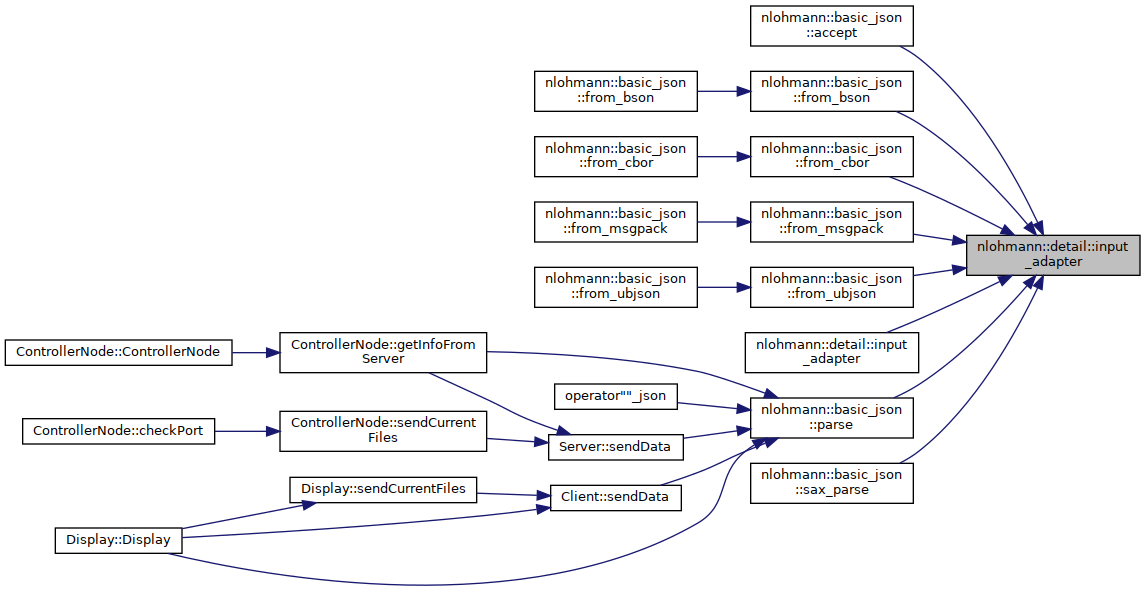 nlohmann::basic_json
::accept
nlohmann::basic_json
::from_bson
nlohmann::basic_json
::from_bson
nlohmann::basic_json
::from_cbor
nlohmann::basic_json
::from_cbor
nlohmann::basic_json
::from_msgpack
nlohmann::basic_json
::from_msgpack
nlohmann::detail::input
_adapter
nlohmann::basic_json
::from_ubjson
nlohmann::basic_json
::from_ubjson
ControllerNode::ControllerNode
ControllerNode::getInfoFrom
Server
nlohmann::detail::input
_adapter
operator""_json
nlohmann::basic_json
::parse
ControllerNode::checkPort
ControllerNode::sendCurrent
Files
Server::sendData
nlohmann::basic_json
::sax_parse
Display::sendCurrentFiles
Client::sendData
Display::Display